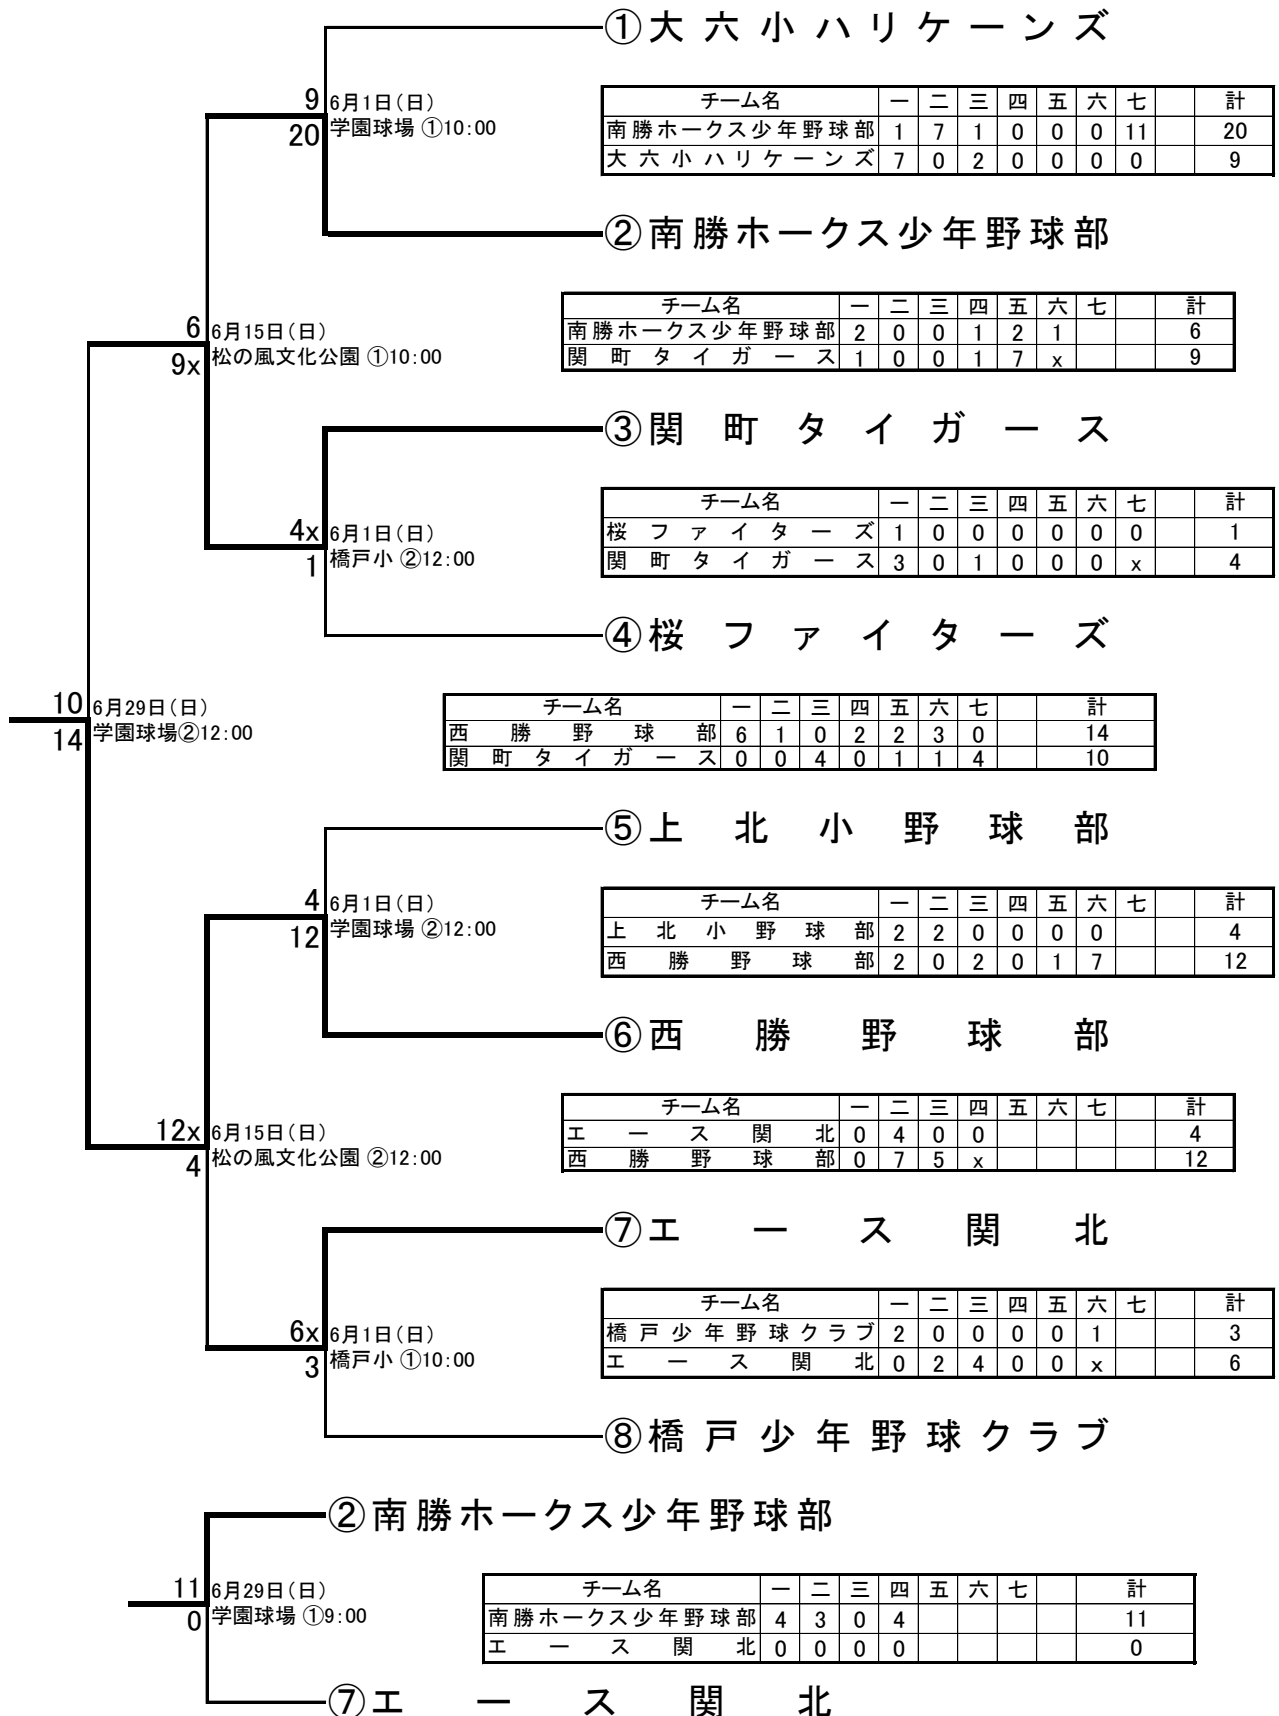 ①大六小ハリケーンズ
9 6月1日(日)
20 学園球場 ①10:00
チーム名 一 二 三 四 五 六 七 計
南勝ホークス少年野球部 1 7 1 0 0 0 11 20
大六小ハリケーンズ 7 0 2 0 0 0 0 9
②南勝ホークス少年野球部
6 6月15日(日)
9x 松の風文化公園 ①10:00
チーム名 一 二 三 四 五 六 七 計
南勝ホークス少年野球部 2 0 0 1 2 1 6
関町タイガース 1 0 0 1 7 x 9
③関町タイガース
4x 6月1日(日)
1 橋戸小 ②12:00
チーム名 一 二 三 四 五 六 七 計
桜ファイターズ 1 0 0 0 0 0 0 1
関町タイガース 3 0 1 0 0 0 x 4
④桜ファイターズ
10 6月29日(日)
14 学園球場②12:00
チーム名 一 二 三 四 五 六 七 計
西勝野球部 6 1 0 2 2 3 0 14
関町タイガース 0 0 4 0 1 1 4 10
⑤上北小野球部
4 6月1日(日)
12 学園球場 ②12:00
チーム名 一 二 三 四 五 六 七 計
上北小野球部 2 2 0 0 0 0 4
西勝野球部 2 0 2 0 1 7 12
⑥西勝野球部
12x 6月15日(日)
4 松の風文化公園 ②12:00
チーム名 一 二 三 四 五 六 七 計
エース関北 0 4 0 0 4
西勝野球部 0 7 5 x 12
⑦エース関北
6x 6月1日(日)
3 橋戸小 ①10:00
チーム名 一 二 三 四 五 六 七 計
橋戸少年野球クラブ 2 0 0 0 0 1 3
エース関北 0 2 4 0 0 x 6
⑧橋戸少年野球クラブ
②南勝ホークス少年野球部
11 6月29日(日)
0 学園球場 ①9:00
チーム名 一 二 三 四 五 六 七 計
南勝ホークス少年野球部 4 3 0 4 11
エース関北 0 0 0 0 0
⑦エース関北